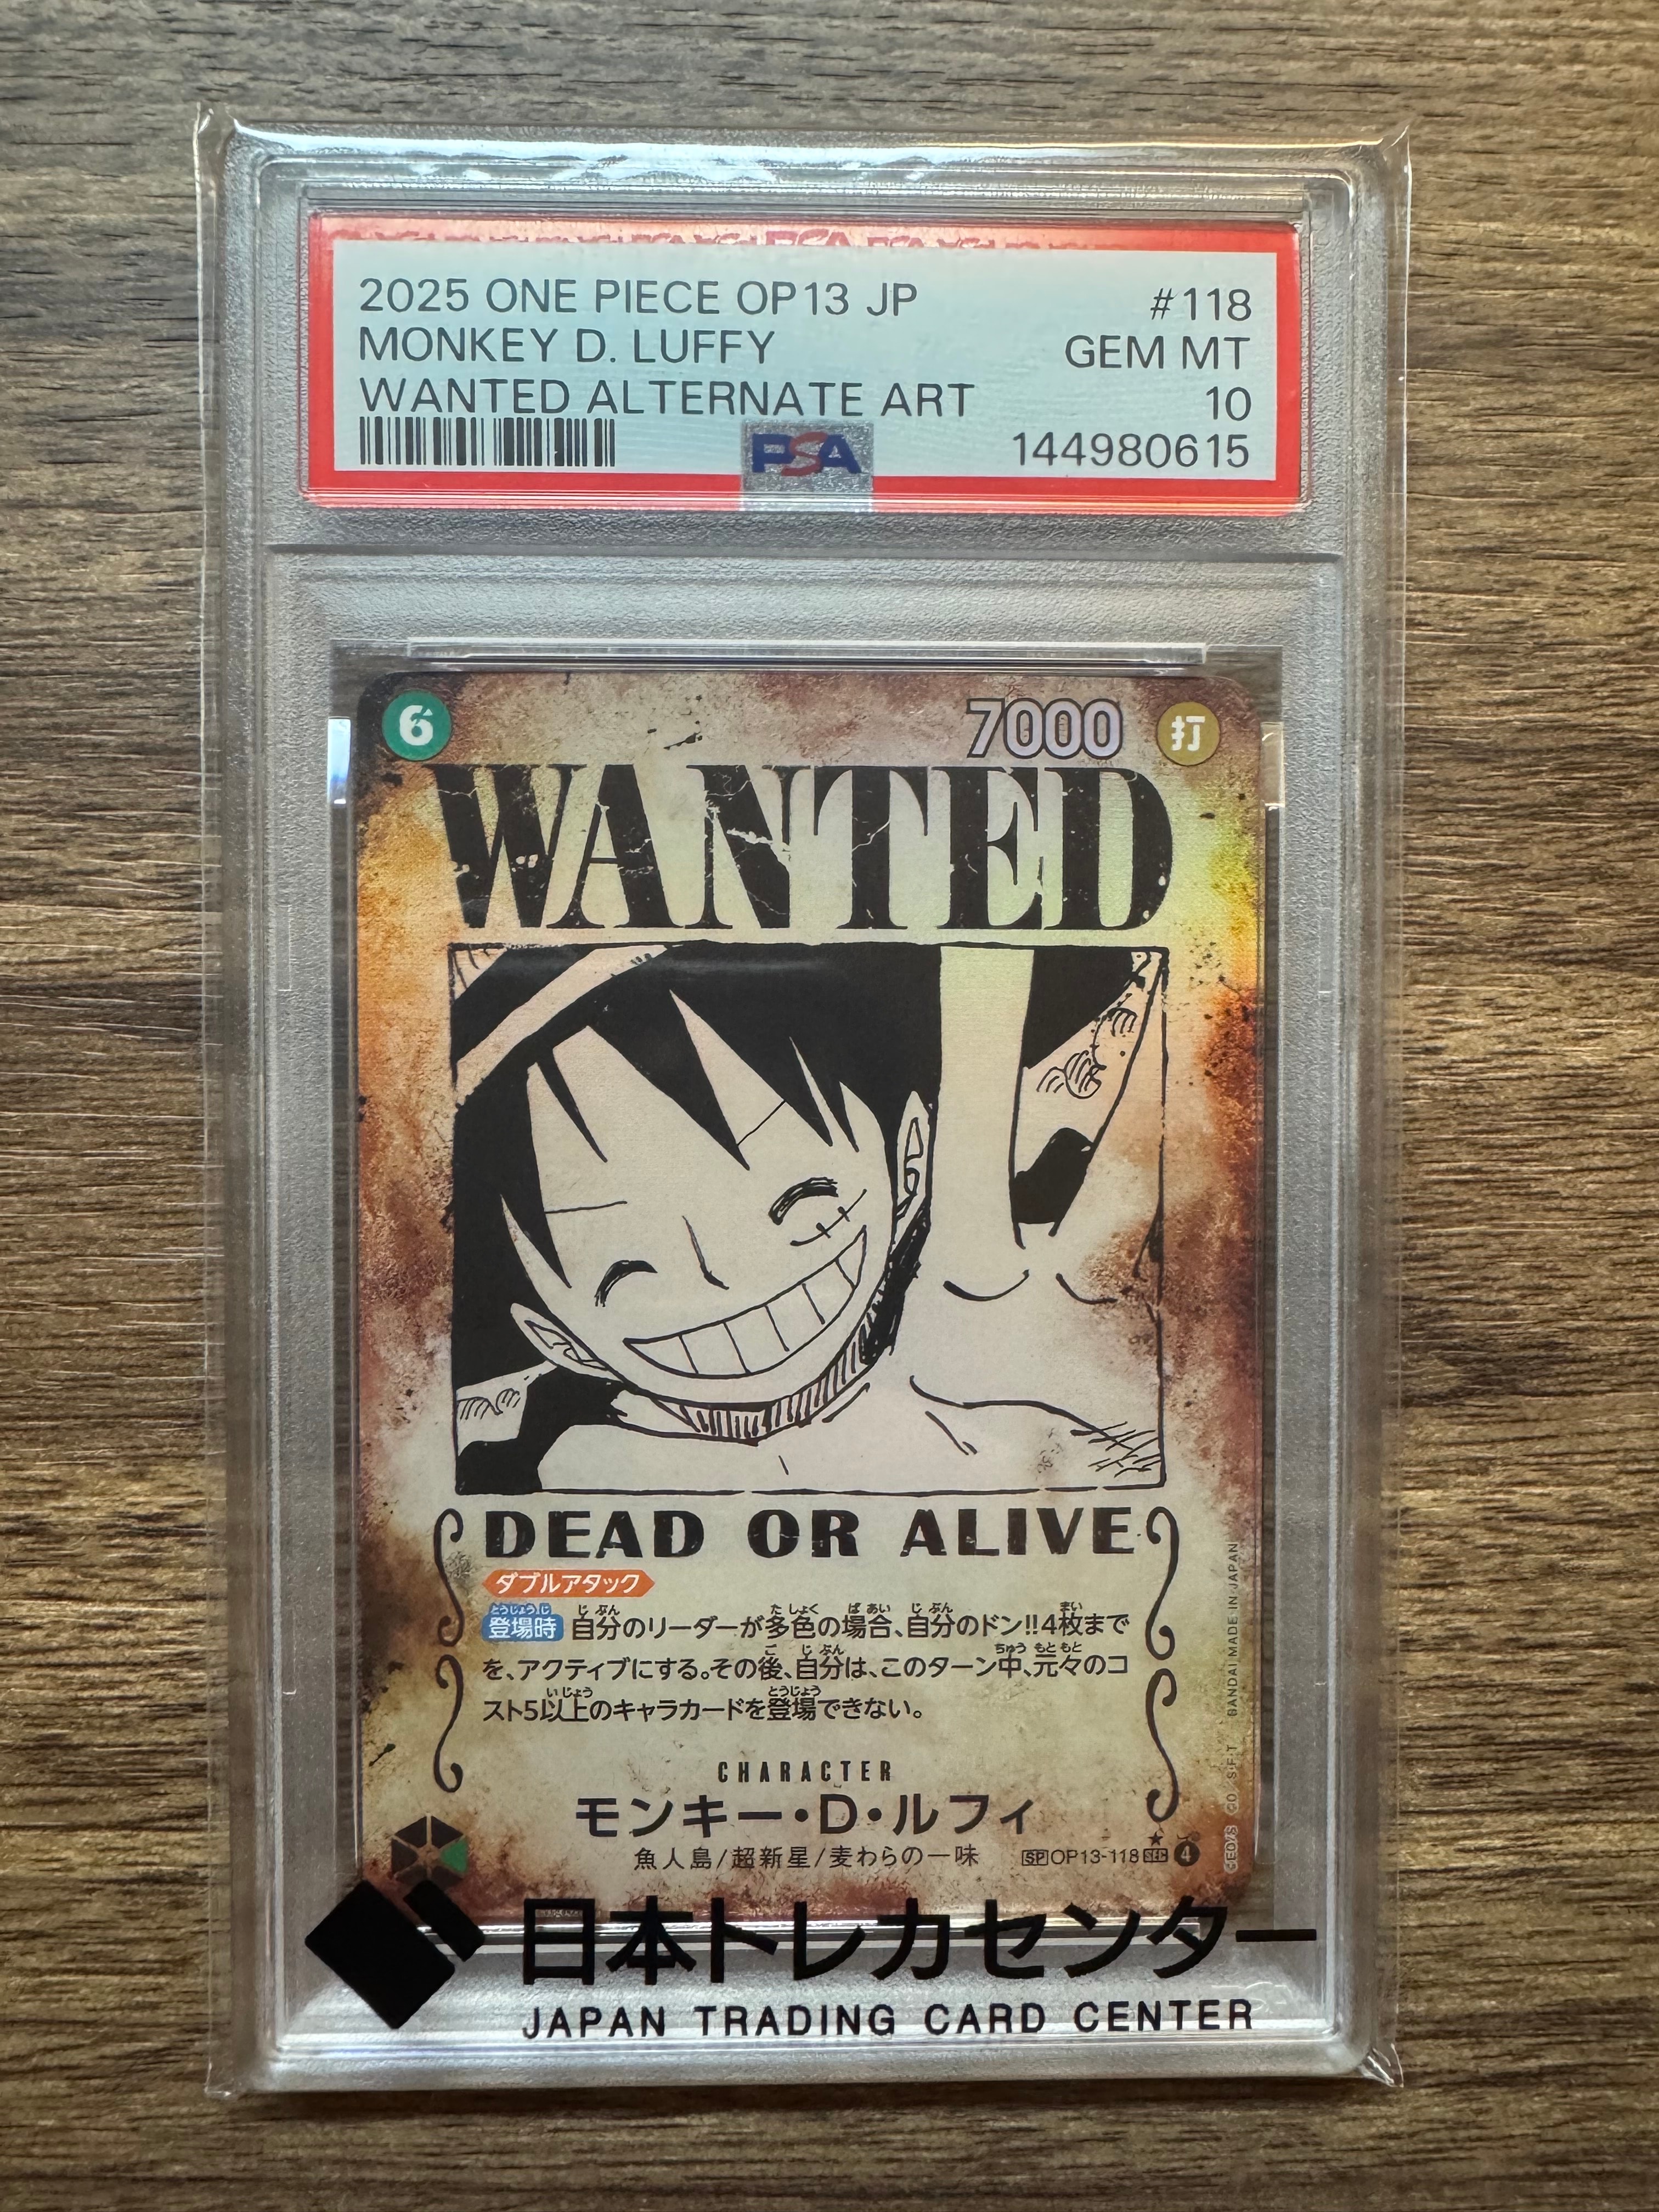 2025 ONE PIECE OP13 JP #118
MONKEY D. LUFFY GEM MT
WANTED ALTERNATE ART 10
PSA 144980615
6 7000 打
WANTED
DEAD OR ALIVE
ダブルアタック
登場時 自分のリーダーが多色の場合、自分のドン!!4枚まで
を、アクティブにする。その後、自分は、このターン中、元々のコ
スト5以上のキャラカードを登場できない。
CHARACTER
モンキー・D・ルフィ
魚人島/超新星/麦わらの一味 SP OP13-118 SEC 4
BANDAI MADE IN JAPAN
日本トレカセンター
JAPAN TRADING CARD CENTER